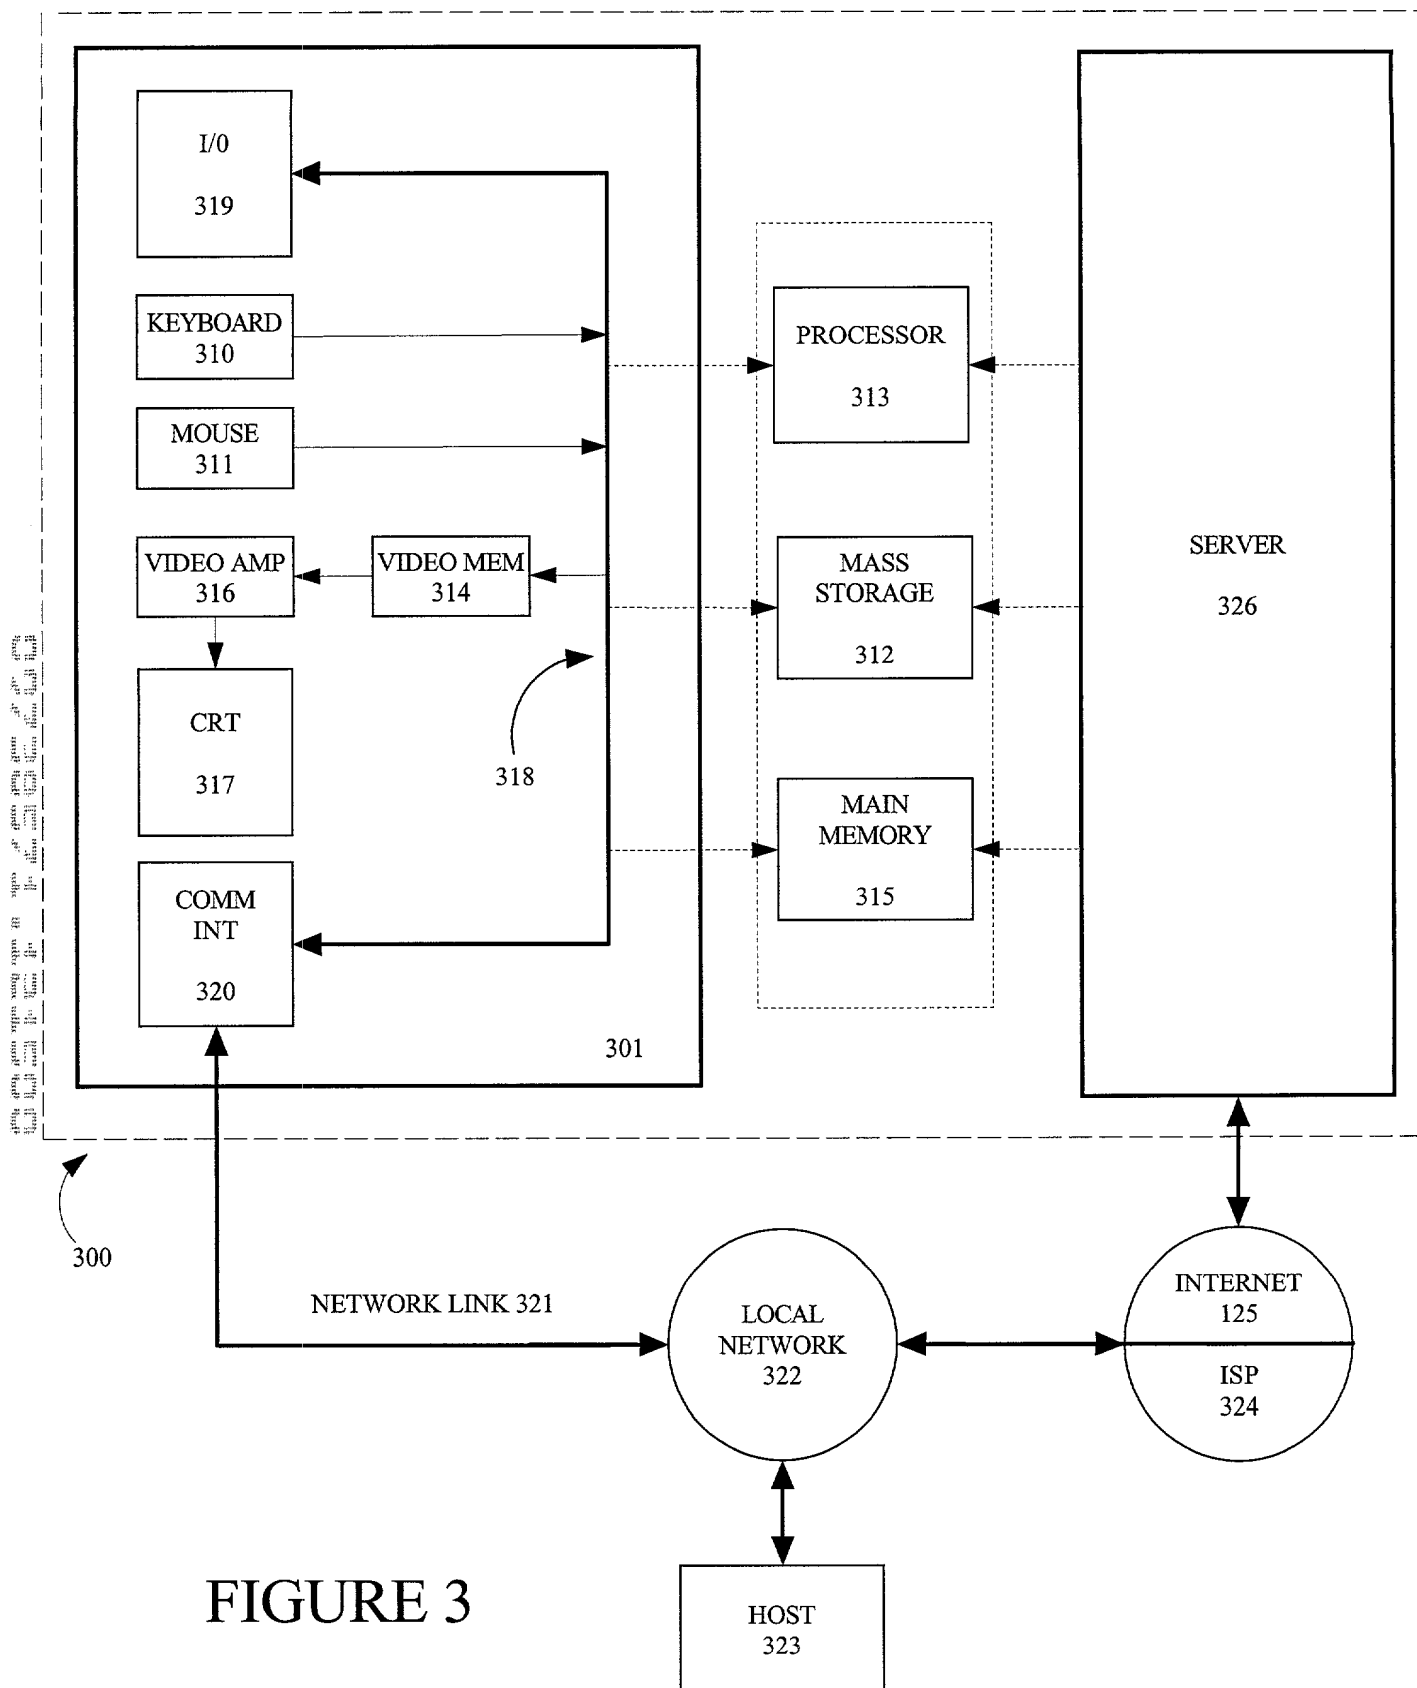 I/0
319
KEYBOARD
310
MOUSE
311
VIDEO AMP
316
VIDEO MEM
314
CRT
317
318
COMM
INT
320
301
PROCESSOR
313
MASS
STORAGE
312
MAIN
MEMORY
315
SERVER
326
300
NETWORK LINK 321
LOCAL
NETWORK
322
INTERNET
125
ISP
324
HOST
323
FIGURE 3